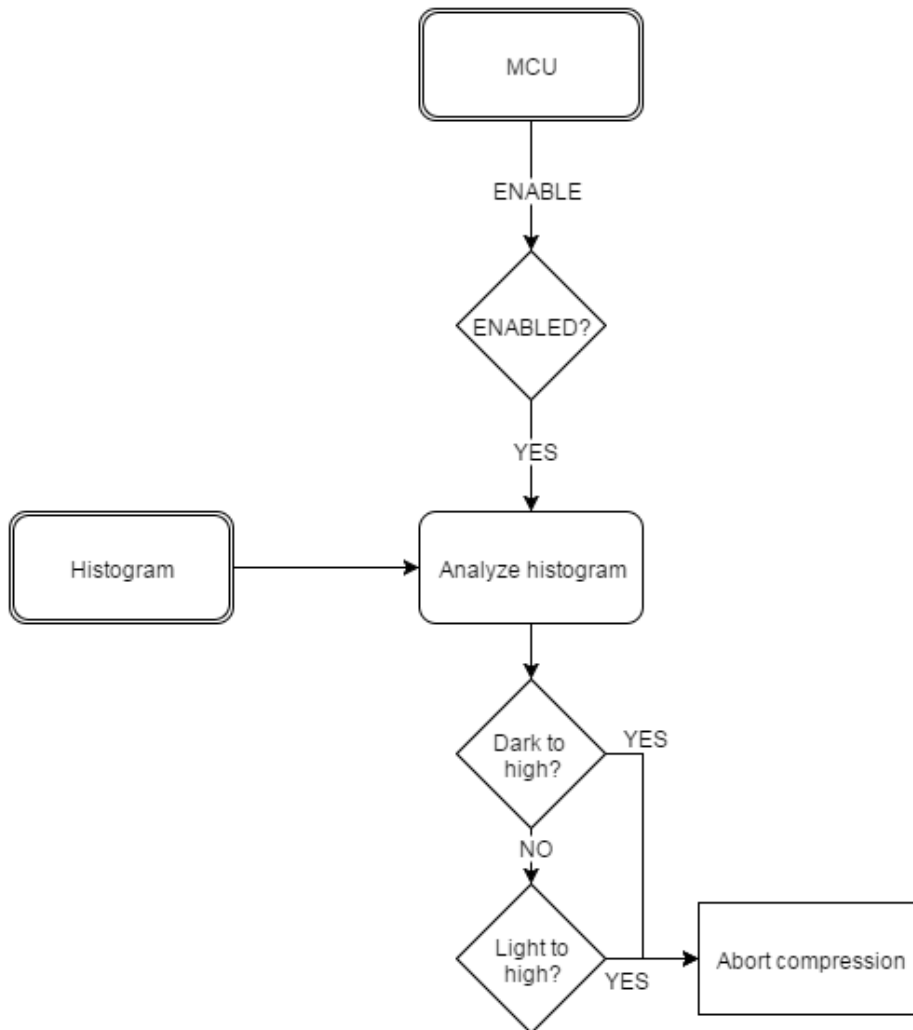 MCU
ENABLE
ENABLED?
YES
Histogram
Analyze histogram
Dark to
high?
YES
NO
Light to
high?
YES
Abort compression